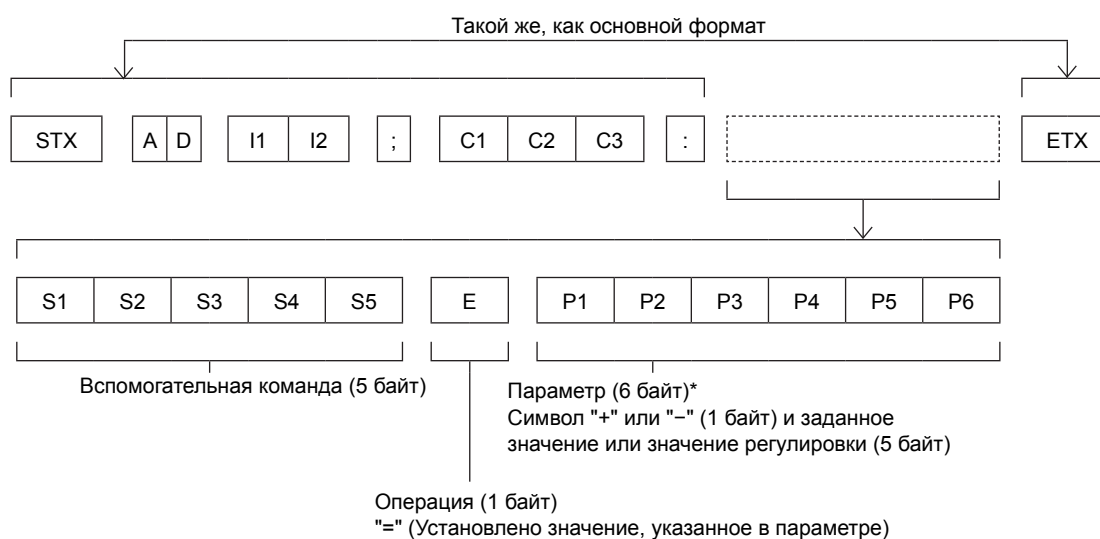 Такой же, как основной формат
STX A D I1 I2 ; C1 C2 C3 : ETX
S1 S2 S3 S4 S5 E P1 P2 P3 P4 P5 P6
Вспомогательная команда (5 байт)
Параметр (6 байт)*
Символ "+" или "−" (1 байт) и заданное
значение или значение регулировки (5 байт)
Операция (1 байт)
"=" (Установлено значение, указанное в параметре)